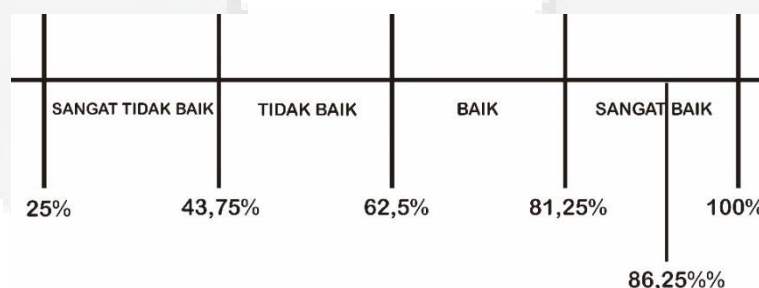 SANGAT TIDAK BAIK TIDAK BAIK BAIK SANGAT BAIK
25% 43,75% 62,5% 81,25% 100%
86,25%%